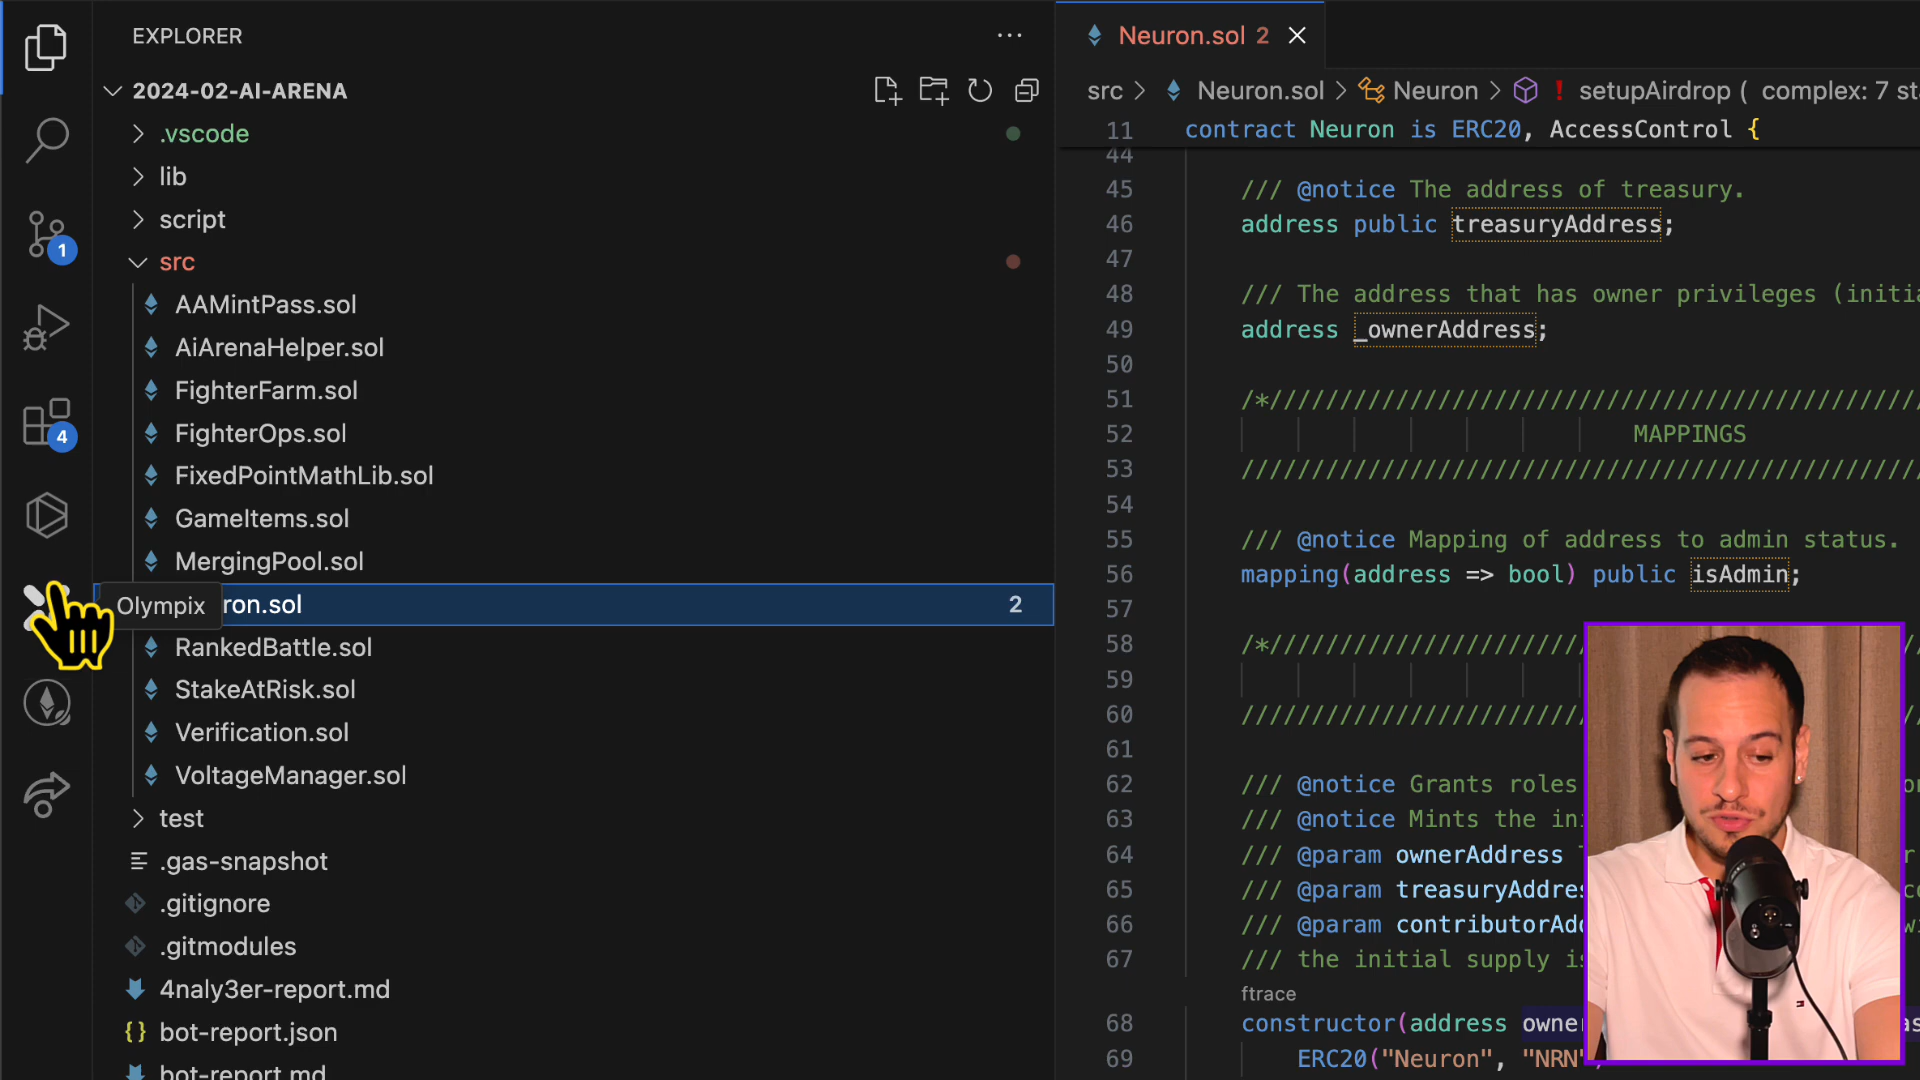 EXPLORER
2024-02-AI-ARENA
.vscode
lib
script
src
AAMintPass.sol
AiArenaHelper.sol
FighterFarm.sol
FighterOps.sol
FixedPointMathLib.sol
GameItems.sol
MergingPool.sol
Olympix
ron.sol 2
RankedBattle.sol
StakeAtRisk.sol
Verification.sol
VoltageManager.sol
test
.gas-snapshot
.gitignore
.gitmodules
4naly3er-report.md
{} bot-report.json
bot-report.md
1
4
Neuron.sol 2
src > Neuron.sol > Neuron > ! setupAirdrop ( complex: 7 st
11 contract Neuron is ERC20, AccessControl {
44
45 /// @notice The address of treasury.
46 address public treasuryAddress;
47
48 /// The address that has owner privileges (initia
49 address _ownerAddress;
50
51 /*////////////////////////////////////////////////
52 MAPPINGS
53 /////////////////////////////////////////////////
54
55 /// @notice Mapping of address to admin status.
56 mapping(address => bool) public isAdmin;
57
58 /*///////////////////////
59
60 /////////////////////////
61
62 /// @notice Grants roles
63 /// @notice Mints the ini
64 /// @param ownerAddress
65 /// @param treasuryAddres
66 /// @param contributorAdd
67 /// the initial supply is
ftrace
68 constructor(address owne
69 ERC20("Neuron", "NRN"